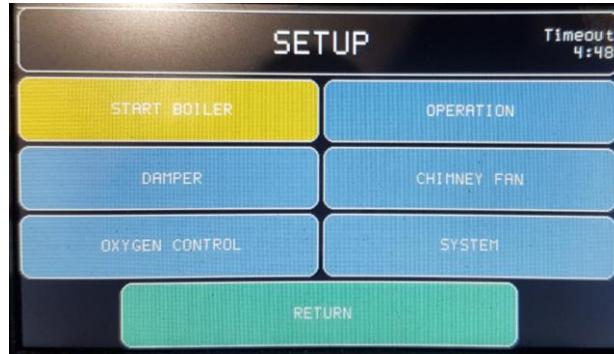 SETUP
Timeout
4:48
START BOILER
OPERATION
DAMPER
CHIMNEY FAN
OXYGEN CONTROL
SYSTEM
RETURN